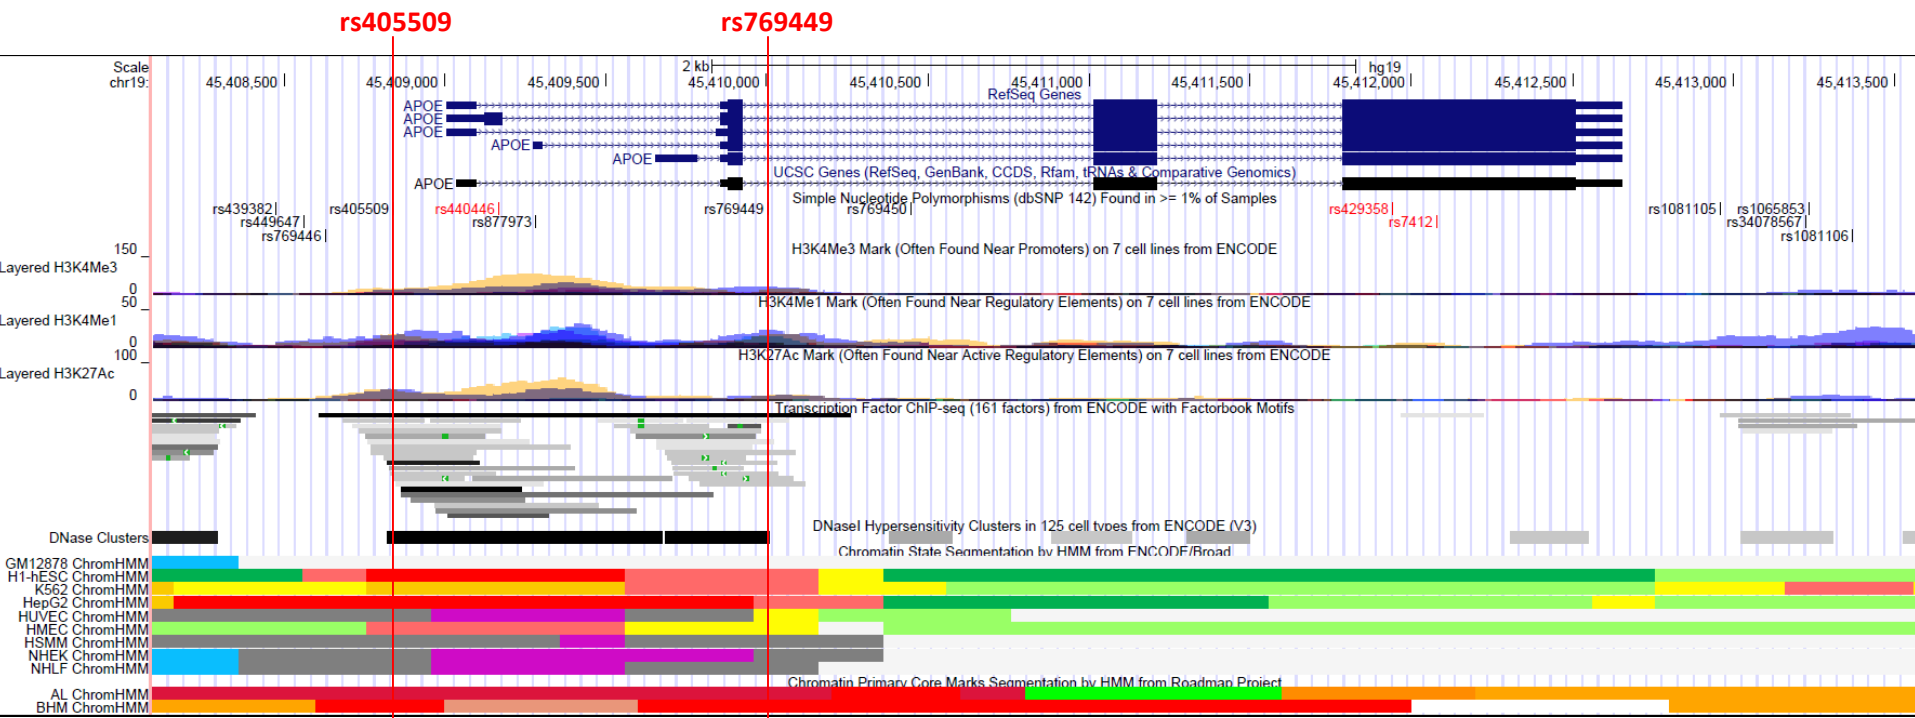 rs405509 rs769449
Scale 2 kb hg19
chr19: 45,408,500 45,409,000 45,409,500 45,410,000 45,410,500 45,411,000 45,411,500 45,412,000 45,412,500 45,413,000 45,413,500
RefSeq Genes
APOE
APOE
APOE
APOE
APOE
UCSC Genes (RefSeq, GenBank, CCDS, Rfam, tRNAs & Comparative Genomics)
APOE
Simple Nucleotide Polymorphisms (dbSNP 142) Found in >= 1% of Samples
rs439382 rs405509 rs440446 rs769449 rs769450 rs429358 rs1081105 rs1065853
rs449647 rs877973 rs7412 rs34078567
rs769446 rs1081106
H3K4Me3 Mark (Often Found Near Promoters) on 7 cell lines from ENCODE
150
Layered H3K4Me3
0
H3K4Me1 Mark (Often Found Near Regulatory Elements) on 7 cell lines from ENCODE
50
Layered H3K4Me1
0
H3K27Ac Mark (Often Found Near Active Regulatory Elements) on 7 cell lines from ENCODE
100
Layered H3K27Ac
0
Transcription Factor ChIP-seq (161 factors) from ENCODE with Factorbook Motifs
DNaseI Hypersensitivity Clusters in 125 cell types from ENCODE (V3)
DNase Clusters
Chromatin State Segmentation by HMM from ENCODE/Broad
GM12878 ChromHMM
H1-hESC ChromHMM
K562 ChromHMM
HepG2 ChromHMM
HUVEC ChromHMM
HMEC ChromHMM
HSMM ChromHMM
NHEK ChromHMM
NHLF ChromHMM
Chromatin Primary Core Marks Segmentation by HMM from Roadmap Project
AL ChromHMM
BHM ChromHMM